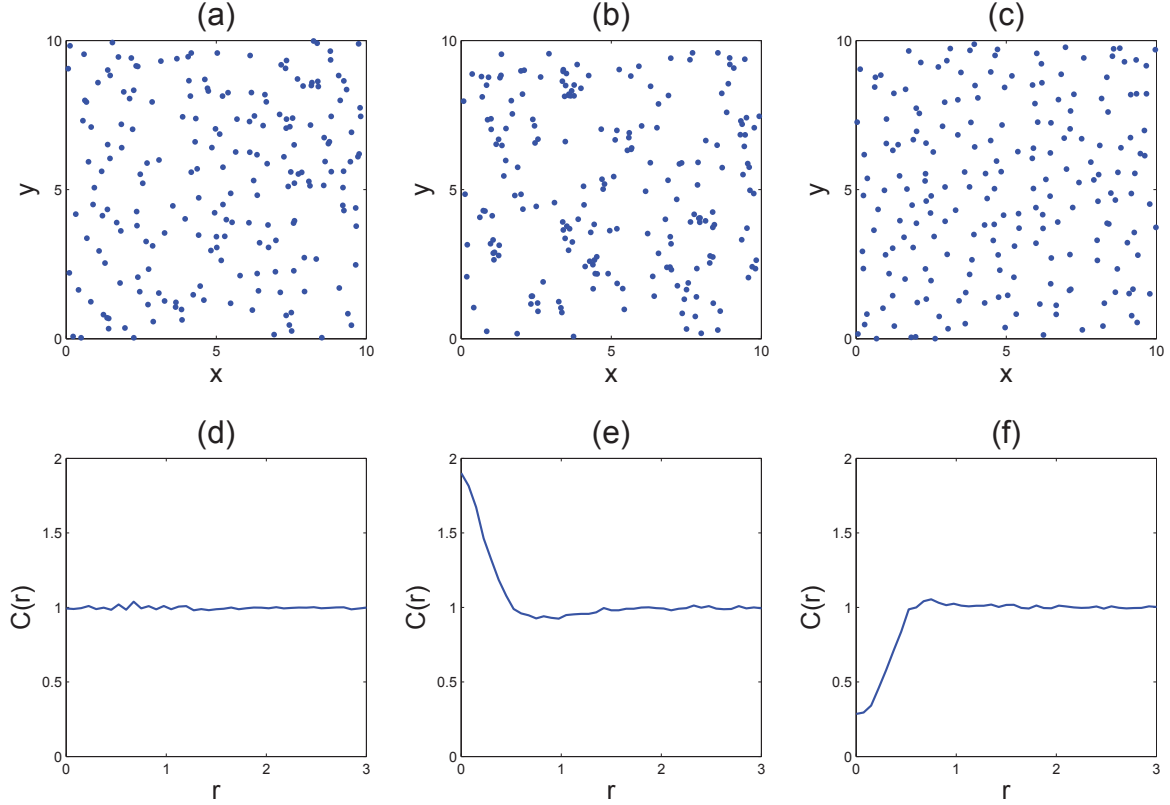 (a) (b) (c)
10 10 10
y y y
5 5 5
0 0 0
0 5 10 0 5 10 0 5 10
x x x
(d) (e) (f)
2 2 2
1.5 1.5 1.5
C(r) C(r) C(r)
1 1 1
0.5 0.5 0.5
0 0 0
0 1 2 3 0 1 2 3 0 1 2 3
r r r